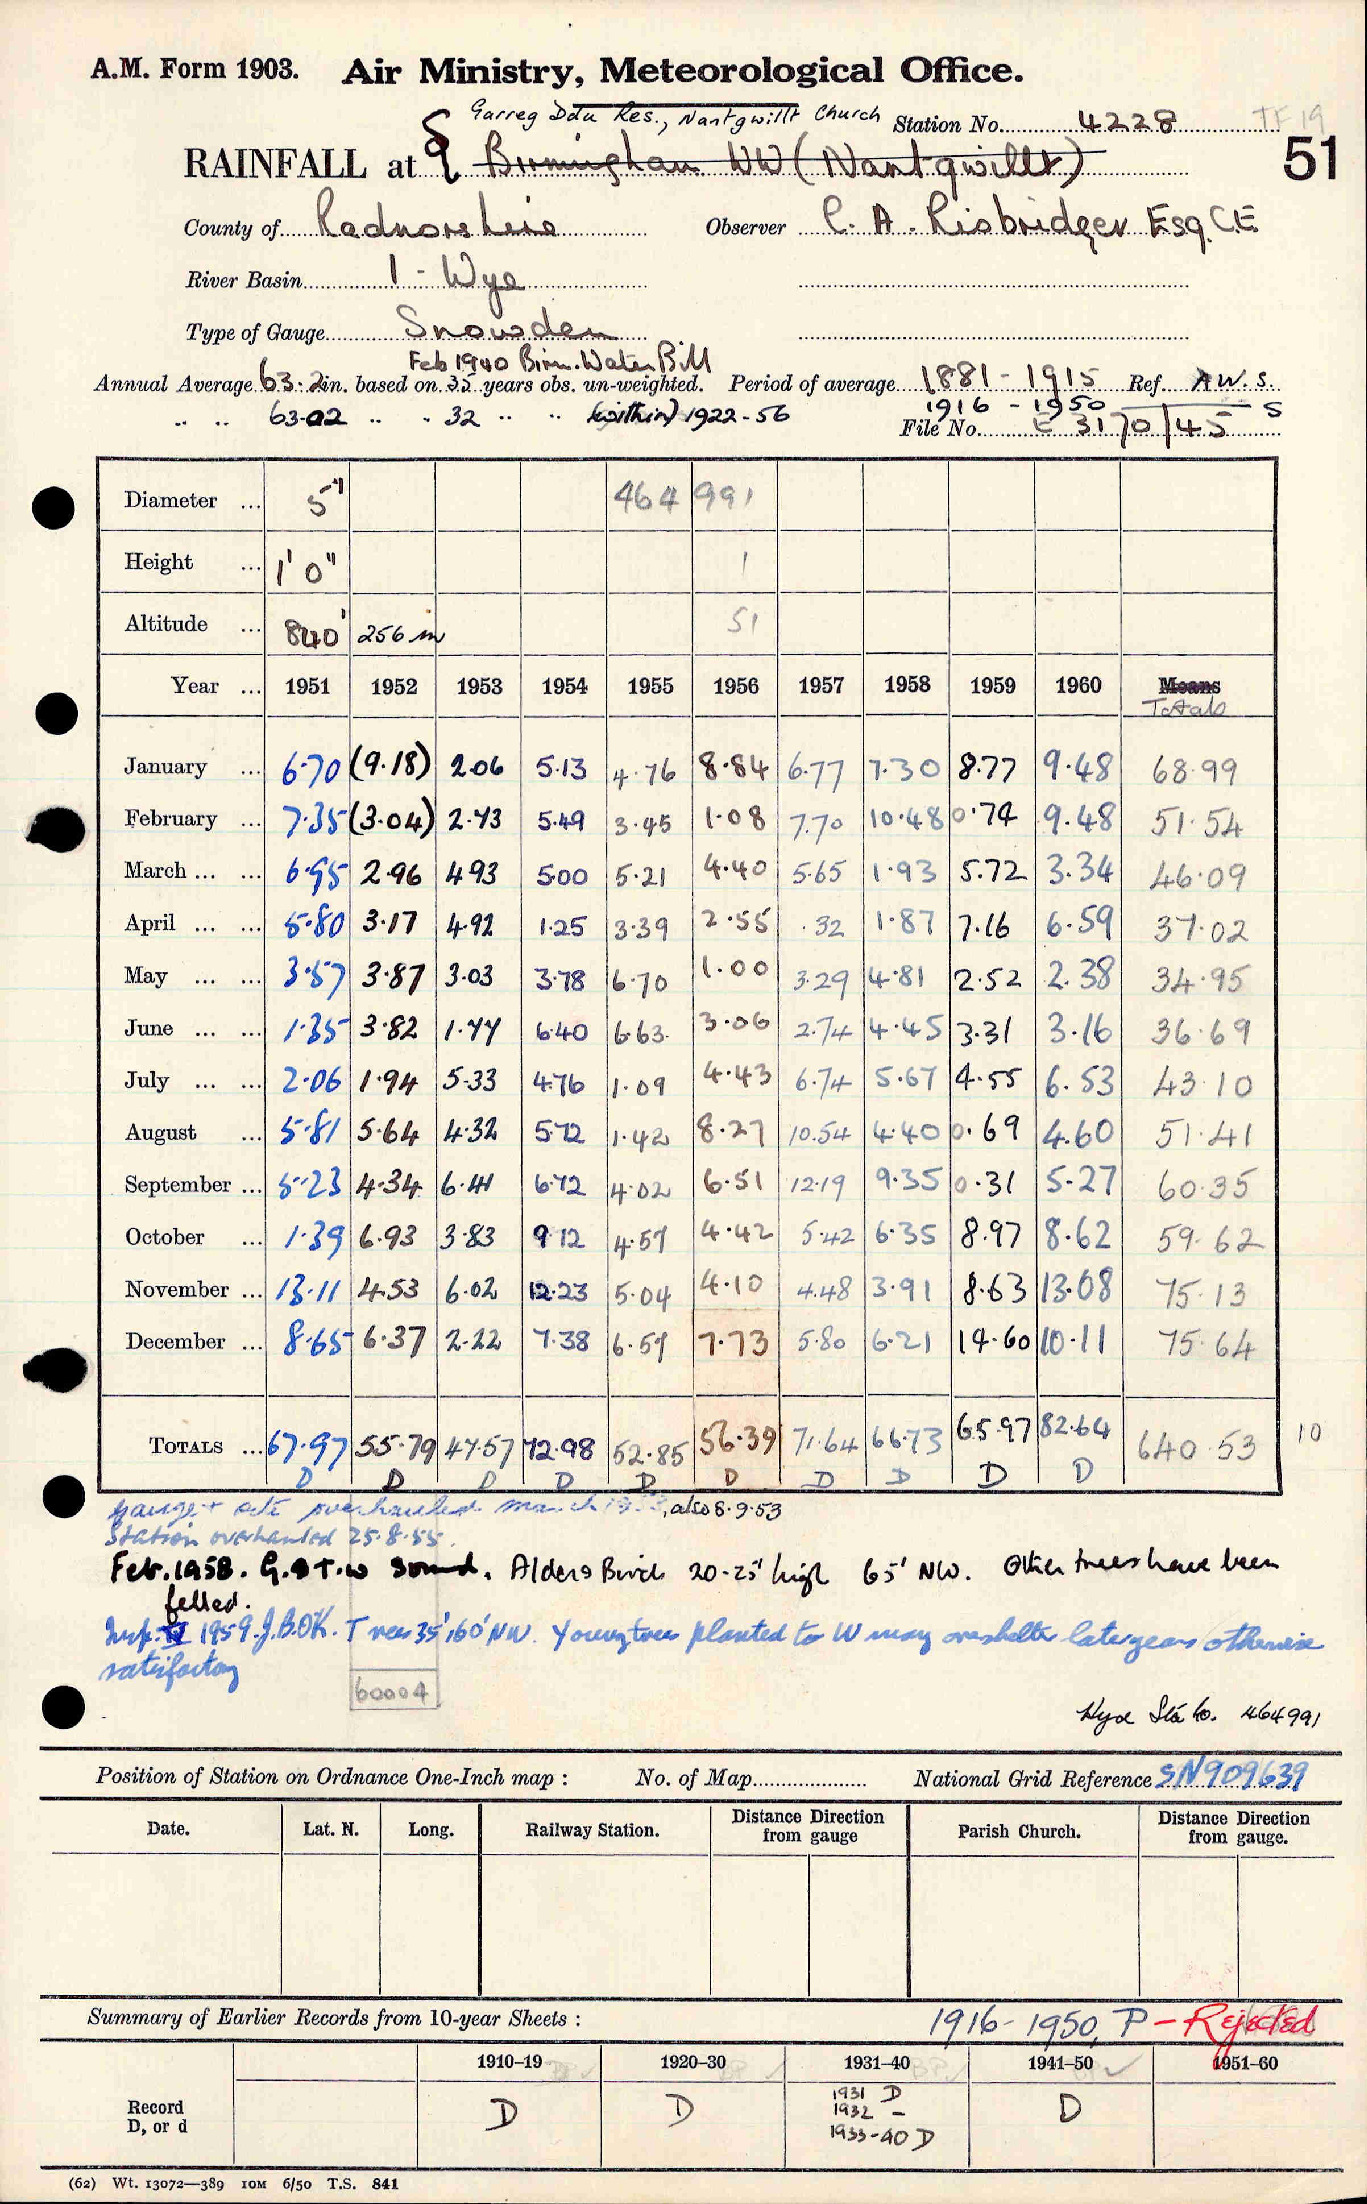 A.M. Form 1903. Air Ministry, Meteorological Office.
Garreg Ddu Res., Nantgwillt Church Station No. 4228 TF 19
RAINFALL at Birmingham WW (Nantgwillt) 51
County of Radnorshire Observer C. A. Risbridger Esq. C.E
River Basin 1 - Wye
Type of Gauge Snowden
Feb 1940 Birm. Water Bill
Annual Average 63.2 in. based on 35 years obs. un-weighted. Period of average 1881 - 1915 Ref. A.W.S.
" " 63.02 " " 32 " " (within) 1922-56 1916 - 1950 S
File No. E 3170/45
Diameter ... 5" 464 991
Height ... 1' 0" 1
Altitude ... 840' 256 m 51
Year ... 1951 1952 1953 1954 1955 1956 1957 1958 1959 1960 Means
Totals
January ... 6.70 (9.18) 2.06 5.13 4.76 8.84 6.77 7.30 8.77 9.48 68.99
February ... 7.35 (3.04) 2.73 5.49 3.45 1.08 7.70 10.48 0.74 9.48 51.54
March ... ... 6.95 2.96 4.93 5.00 5.21 4.40 5.65 1.93 5.72 3.34 46.09
April ... ... 5.80 3.17 4.92 1.25 3.39 2.55 .32 1.87 7.16 6.59 37.02
May ... ... 3.57 3.87 3.03 3.78 6.70 1.00 3.29 4.81 2.52 2.38 34.95
June ... ... 1.35 3.82 1.77 6.40 6.63 3.06 2.74 4.45 3.31 3.16 36.69
July ... ... 2.06 1.94 5.33 4.76 1.09 4.43 6.74 5.67 4.55 6.53 43.10
August ... 5.81 5.64 4.32 5.72 1.42 8.27 10.54 4.40 0.69 4.60 51.41
September ... 5.23 4.34 6.41 6.72 4.02 6.51 12.19 9.35 0.31 5.27 60.35
October ... 1.39 6.93 3.83 9.12 4.57 4.42 5.42 6.35 8.97 8.62 59.62
November ... 13.11 4.53 6.02 12.23 5.04 4.10 4.48 3.91 8.63 13.08 75.13
December ... 8.65 6.37 2.22 7.38 6.57 7.73 5.80 6.21 14.60 10.11 75.64
TOTALS ... 67.97 55.79 47.57 72.98 52.85 56.39 71.64 66.73 65.97 82.64 640.53 10
D D D D D D D D D D
Gauge + site overhauled march, also 8.9.53
Station overhauled 25.8.55.
Feb. 1958. G. & T. w sound. Alders Birch 20-25' high 65' NW. Other trees have been
felled.
Insp. IV 1959. J.B. OK. Trees 35' 160' NW. Young trees planted to W may overshelter later years otherwise
satisfactory
60004
Hyd Sta No. 464991
Position of Station on Ordnance One-Inch map : No. of Map National Grid Reference SN909639
Date. Lat. N. Long. Railway Station. Distance Direction from gauge Parish Church. Distance Direction from gauge.
Summary of Earlier Records from 10-year Sheets : 1916-1950, P - Rejected
1910–19 1920–30 1931–40 1941–50 1951–60
Record D, or d D D 1931 D D
1932 -
1933-40 D
(62) Wt. 13072—389 10M 6/50 T.S. 841